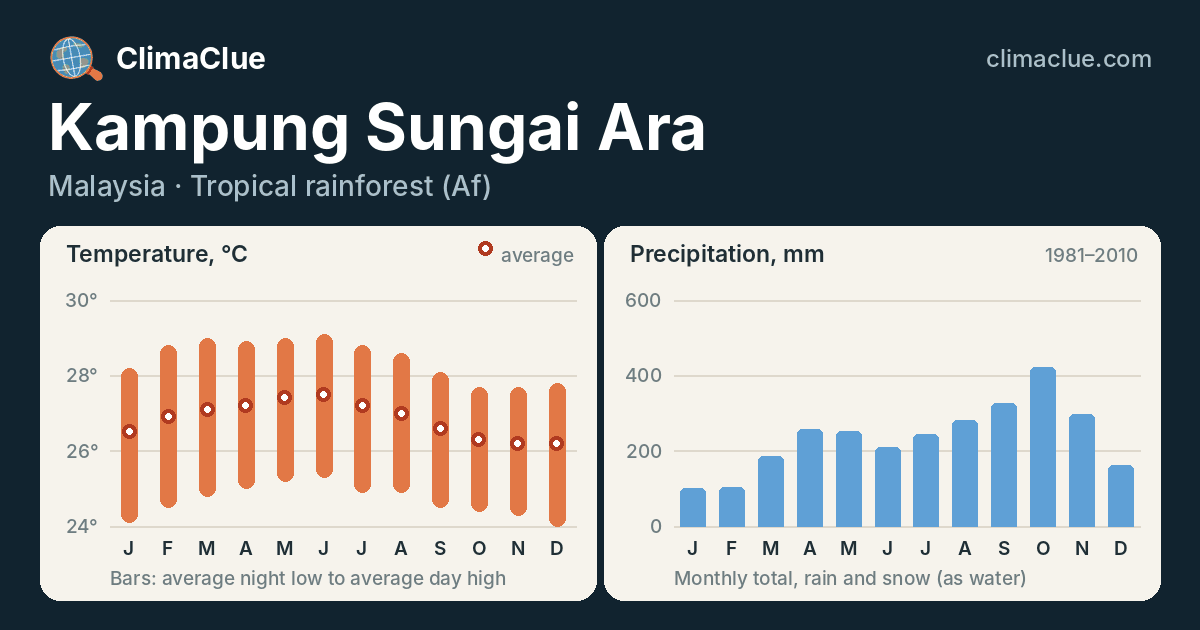 ClimaClue
climaclue.com
Kampung Sungai Ara
Malaysia · Tropical rainforest (Af)
Temperature, °C
average
30°
28°
26°
24°
J F M A M J J A S O N D
Bars: average night low to average day high
Precipitation, mm
1981–2010
600
400
200
0
J F M A M J J A S O N D
Monthly total, rain and snow (as water)